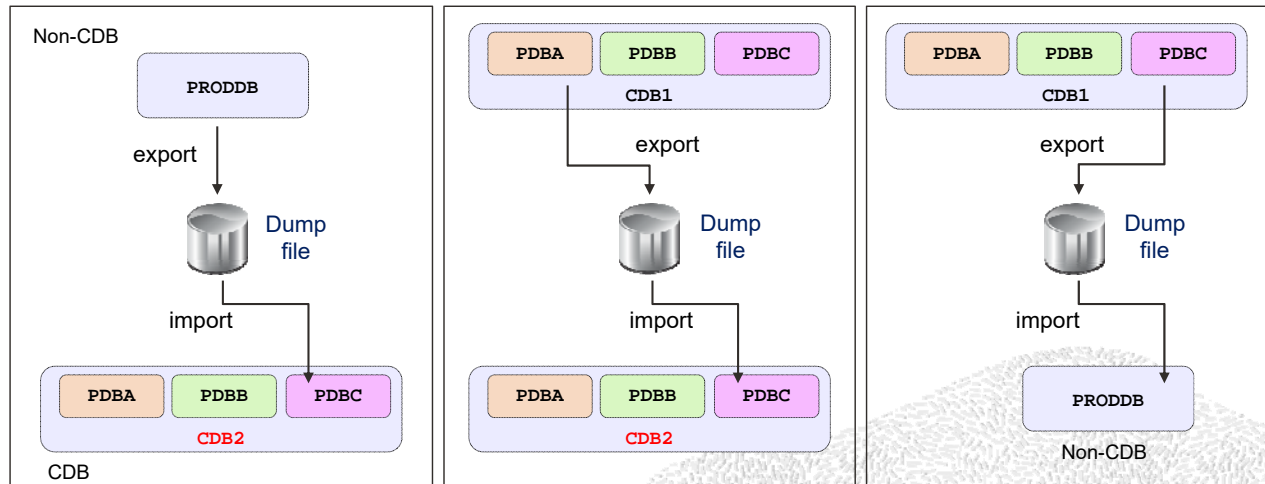 Non-CDB
PRODDB
export
Dump
file
import
PDBA PDBB PDBC
CDB2
CDB
PDBA PDBB PDBC
CDB1
export
Dump
file
import
PDBA PDBB PDBC
CDB2
PDBA PDBB PDBC
CDB1
export
Dump
file
import
PRODDB
Non-CDB